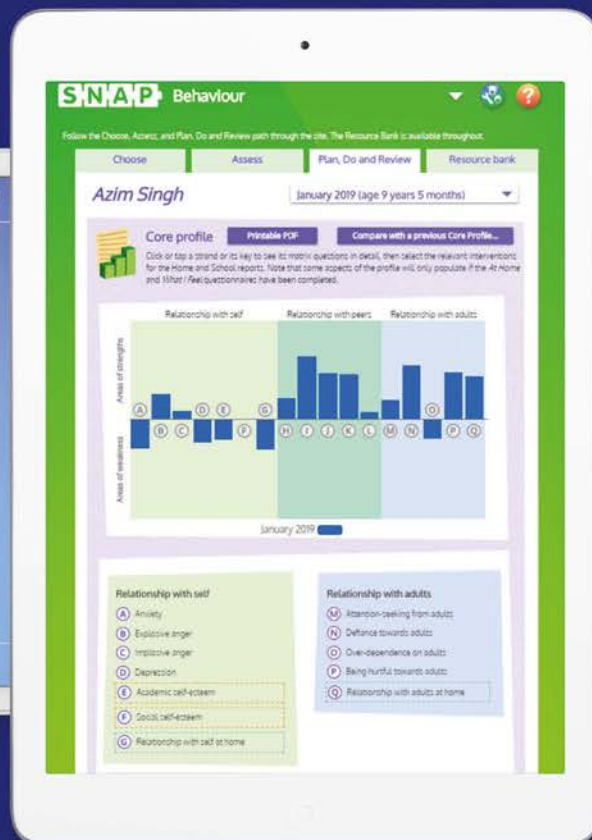 SNAP Behaviour
Follow the Choose, Assess, and Plan, Do and Review path through the site. The Resource Bank is available throughout.
Choose
Assess
Plan, Do and Review
Resource bank
Azim Singh
January 2019 (age 9 years 5 months)
Core profile
Printable PDF
Compare with a previous Core Profile...
Click or tap a strand or its key to see its matrix questions in detail, then select the relevant interventions
for the Home and School reports. Note that some aspects of the profile will only populate if the At Home
and What I Feel questionnaires have been completed.
Relationship with self
Relationship with peers
Relationship with adults
Areas of strengths
Areas of weakness
A
B
C
D
E
F
G
H
I
J
K
L
M
N
O
P
Q
January 2019
Relationship with self
A Anxiety
B Explosive anger
C Implosive anger
D Depression
E Academic self-esteem
F Social self-esteem
G Relationship with self at home
Relationship with adults
M Attention-seeking from adults
N Defiance towards adults
O Over-dependence on adults
P Being hurtful towards adults
Q Relationship with adults at home